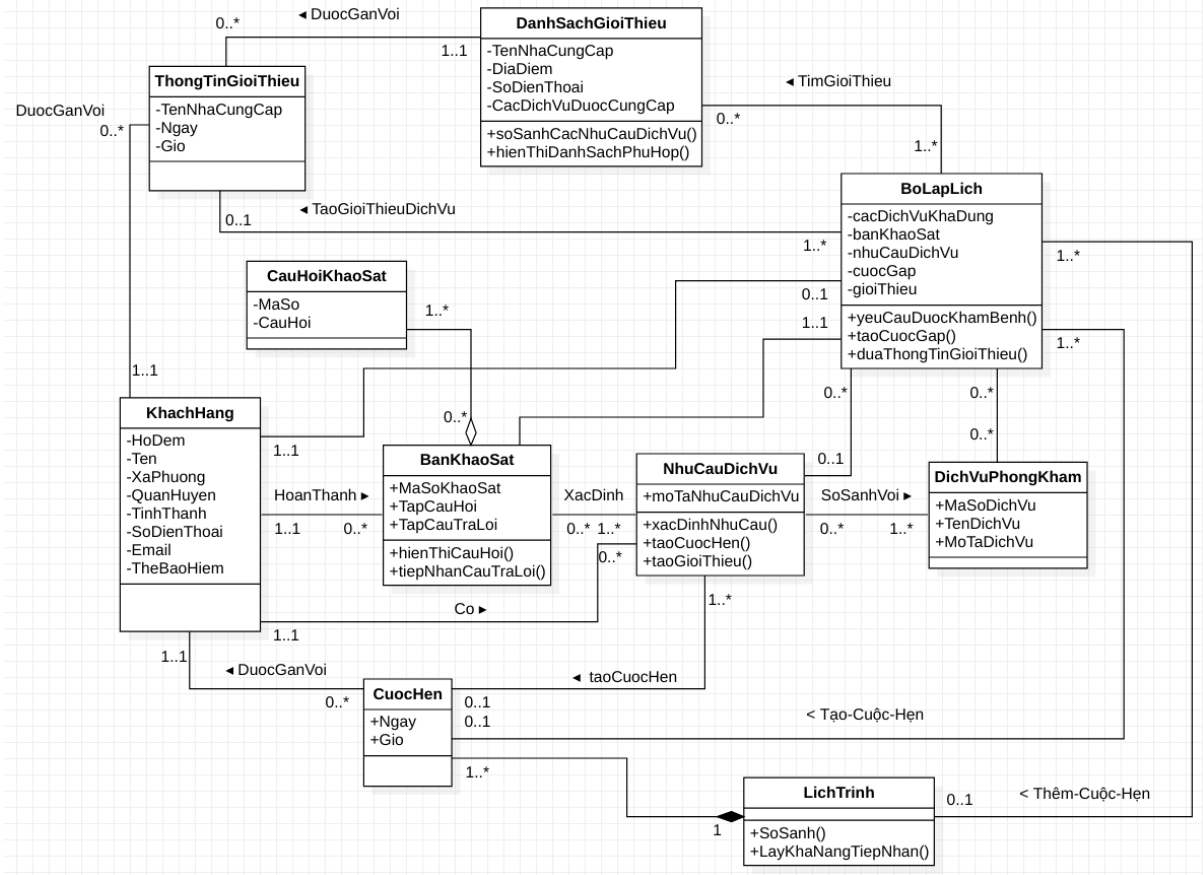 ◄ DuocGanVoi
0..*
1..1
DanhSachGioiThieu
-TenNhaCungCap
-DiaDiem
-SoDienThoai
-CacDichVuDuocCungCap
+soSanhCacNhuCauDichVu()
+hienThiDanhSachPhuHop()
◄ TimGioiThieu
0..*
1..*
ThongTinGioiThieu
-TenNhaCungCap
-Ngay
-Gio
DuocGanVoi
0..*
1..1
◄ TaoGioiThieuDichVu
0..1
1..*
BoLapLich
-cacDichVuKhaDung
-banKhaoSat
-nhuCauDichVu
-cuocGap
-gioiThieu
+yeuCauDuocKhamBenh()
+taoCuocGap()
+duaThongTinGioiThieu()
1..*
0..1
1..1
1..*
0..*
0..*
CauHoiKhaoSat
-MaSo
-CauHoi
1..*
0..*
KhachHang
-HoDem
-Ten
-XaPhuong
-QuanHuyen
-TinhThanh
-SoDienThoai
-Email
-TheBaoHiem
1..1
HoanThanh ►
1..1
0..*
BanKhaoSat
+MaSoKhaoSat
+TapCauHoi
+TapCauTraLoi
+hienThiCauHoi()
+tiepNhanCauTraLoi()
XacDinh
0..*
1..*
0..*
NhuCauDichVu
+moTaNhuCauDichVu
+xacDinhNhuCau()
+taoCuocHen()
+taoGioiThieu()
0..1
SoSanhVoi ►
0..*
1..*
0..*
DichVuPhongKham
+MaSoDichVu
+TenDichVu
+MoTaDichVu
Co ►
1..1
1..*
1..1
◄ DuocGanVoi
0..*
◄ taoCuocHen
0..1
0..1
CuocHen
+Ngay
+Gio
< Tạo-Cuộc-Hẹn
1..*
1
LichTrinh
+SoSanh()
+LayKhaNangTiepNhan()
0..1
< Thêm-Cuộc-Hẹn